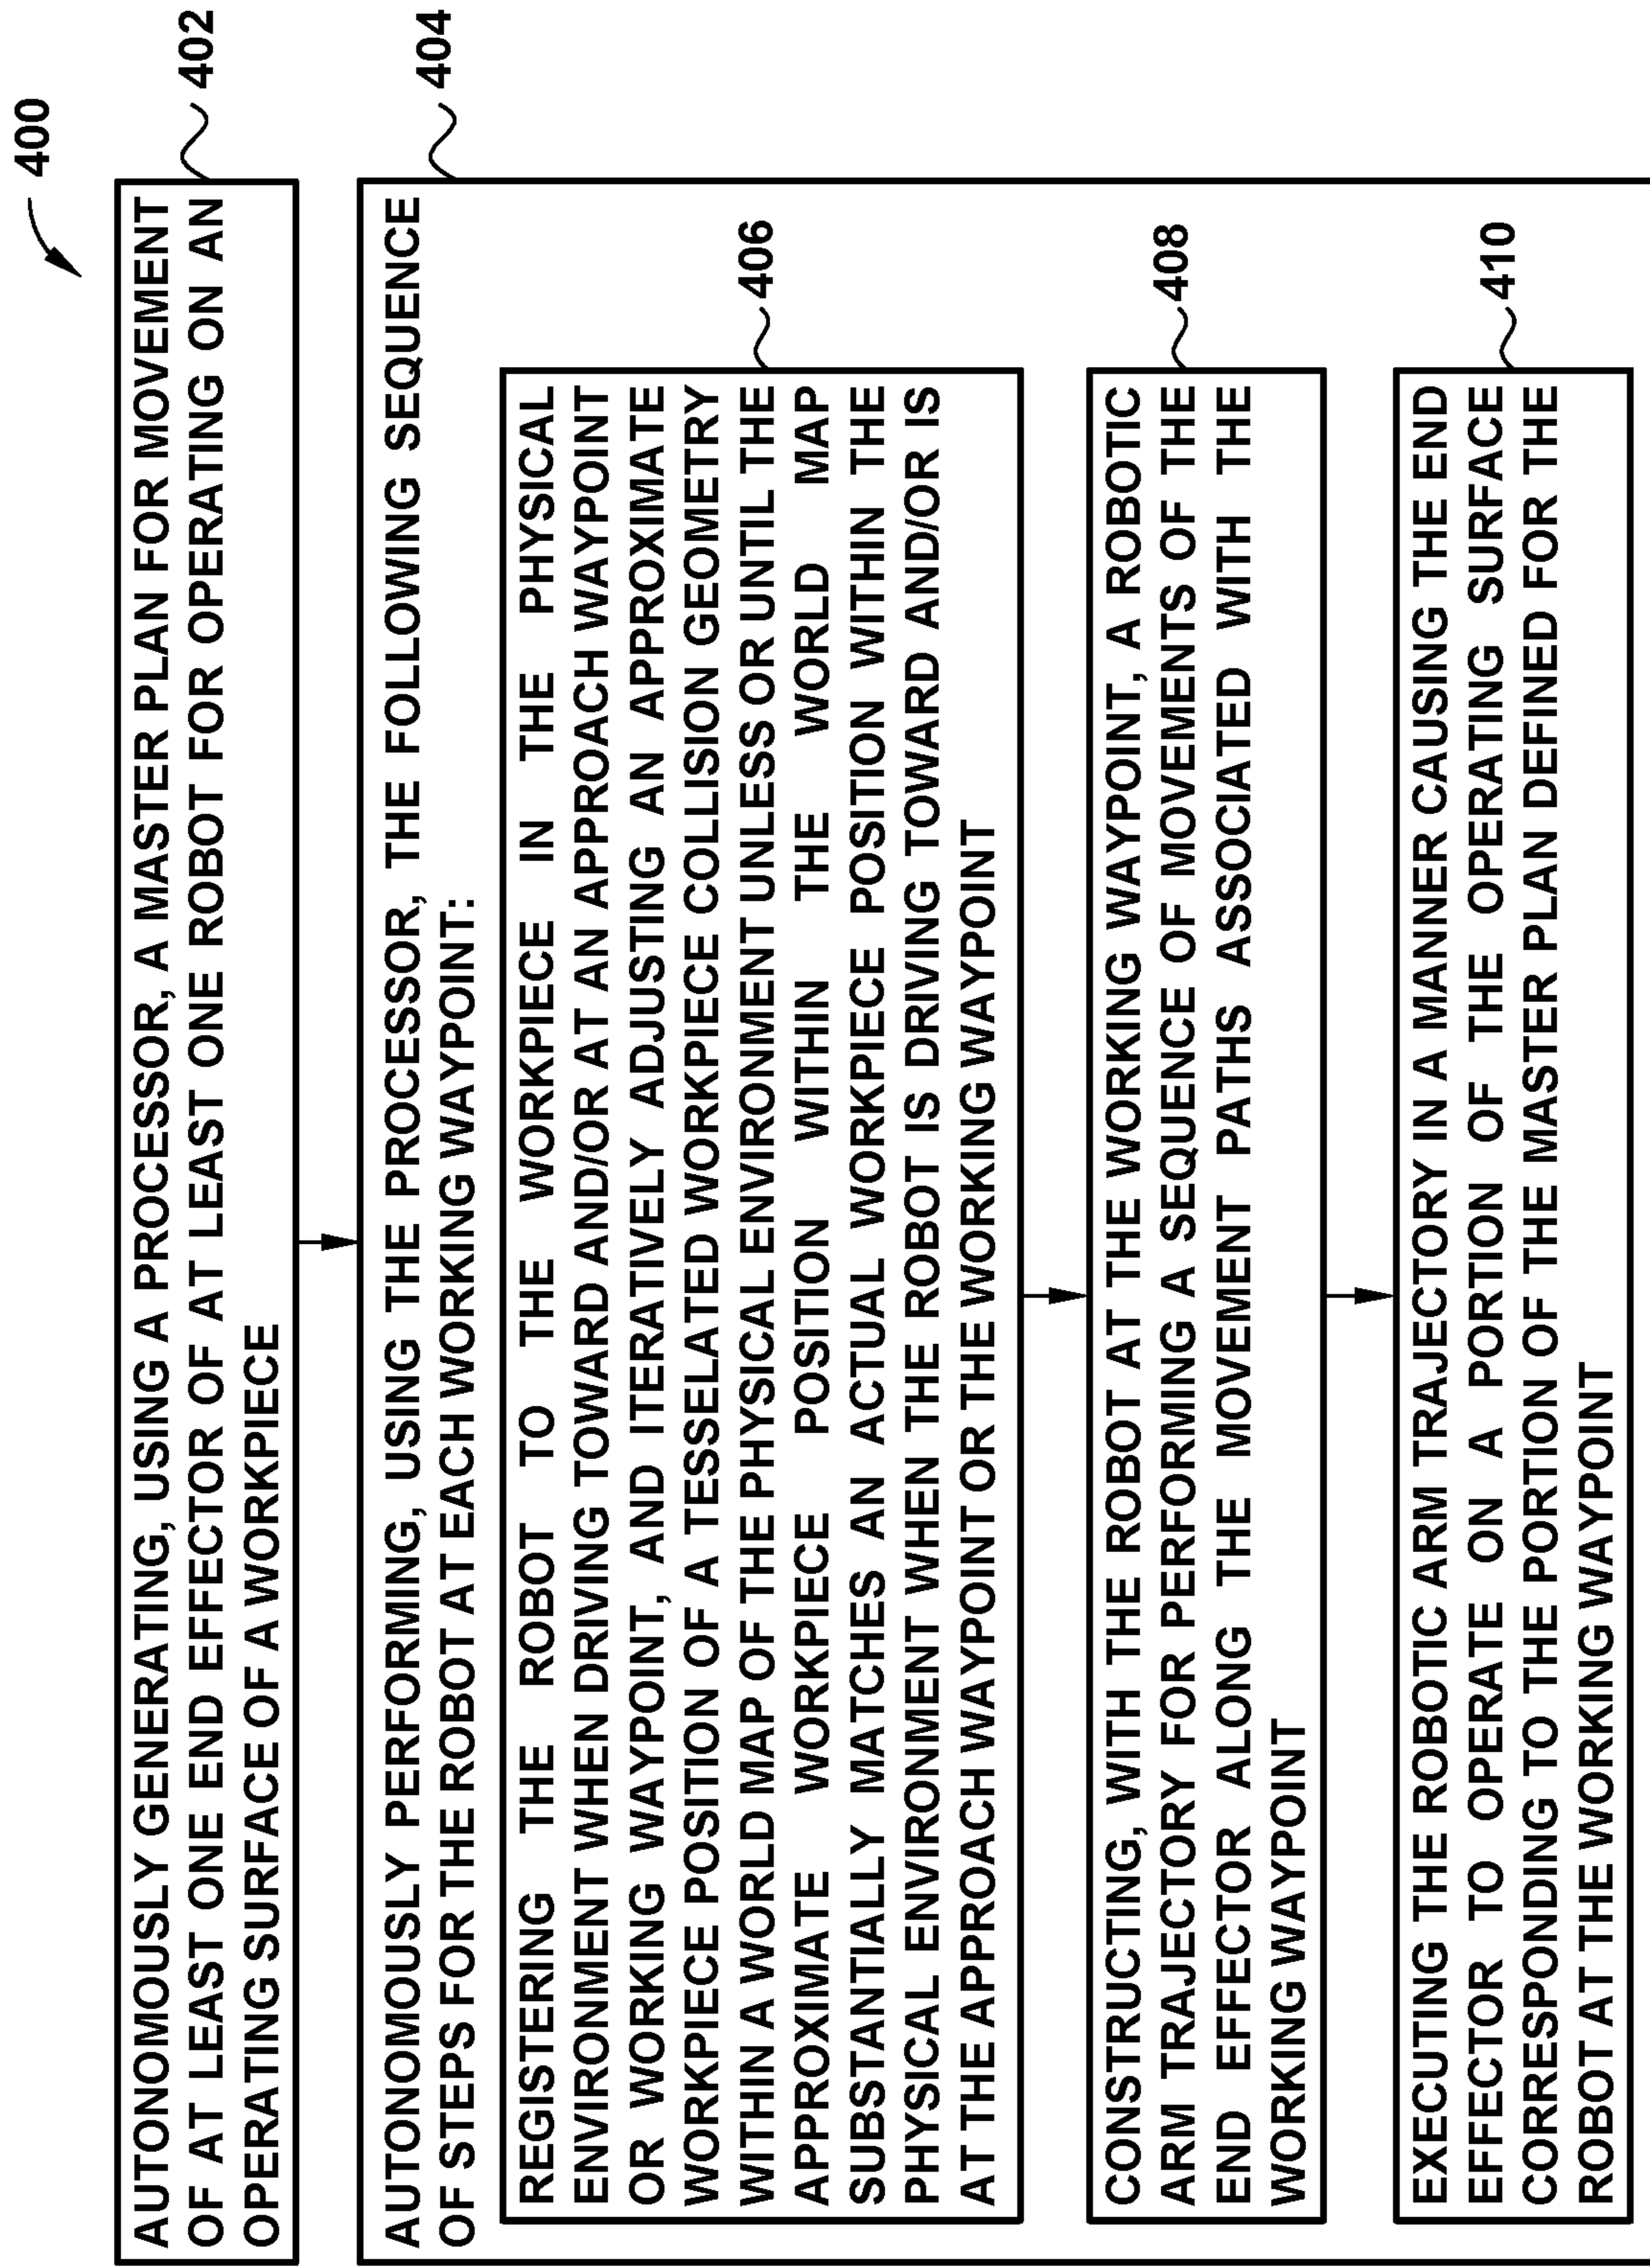 400
AUTONOMOUSLY GENERATING, USING A PROCESSOR, A MASTER PLAN FOR MOVEMENT
OF AT LEAST ONE END EFFECTOR OF AT LEAST ONE ROBOT FOR OPERATING ON AN
OPERATING SURFACE OF A WORKPIECE
402
AUTONOMOUSLY PERFORMING, USING THE PROCESSOR, THE FOLLOWING SEQUENCE
OF STEPS FOR THE ROBOT AT EACH WORKING WAYPOINT:
404
REGISTERING THE ROBOT TO THE WORKPIECE IN THE PHYSICAL
ENVIRONMENT WHEN DRIVING TOWARD AND/OR AT AN APPROACH WAYPOINT
OR WORKING WAYPOINT, AND ITERATIVELY ADJUSTING AN APPROXIMATE
WORKPIECE POSITION OF A TESSELATED WORKPIECE COLLISION GEOMETRY
WITHIN A WORLD MAP OF THE PHYSICAL ENVIRONMENT UNLESS OR UNTIL THE
APPROXIMATE WORKPIECE POSITION WITHIN THE WORLD MAP
SUBSTANTIALLY MATCHES AN ACTUAL WORKPIECE POSITION WITHIN THE
PHYSICAL ENVIRONMENT WHEN THE ROBOT IS DRIVING TOWARD AND/OR IS
AT THE APPROACH WAYPOINT OR THE WORKING WAYPOINT
406
CONSTRUCTING, WITH THE ROBOT AT THE WORKING WAYPOINT, A ROBOTIC
ARM TRAJECTORY FOR PERFORMING A SEQUENCE OF MOVEMENTS OF THE
END EFFECTOR ALONG THE MOVEMENT PATHS ASSOCIATED WITH THE
WORKING WAYPOINT
408
EXECUTING THE ROBOTIC ARM TRAJECTORY IN A MANNER CAUSING THE END
EFFECTOR TO OPERATE ON A PORTION OF THE OPERATING SURFACE
CORRESPONDING TO THE PORTION OF THE MASTER PLAN DEFINED FOR THE
ROBOT AT THE WORKING WAYPOINT
410